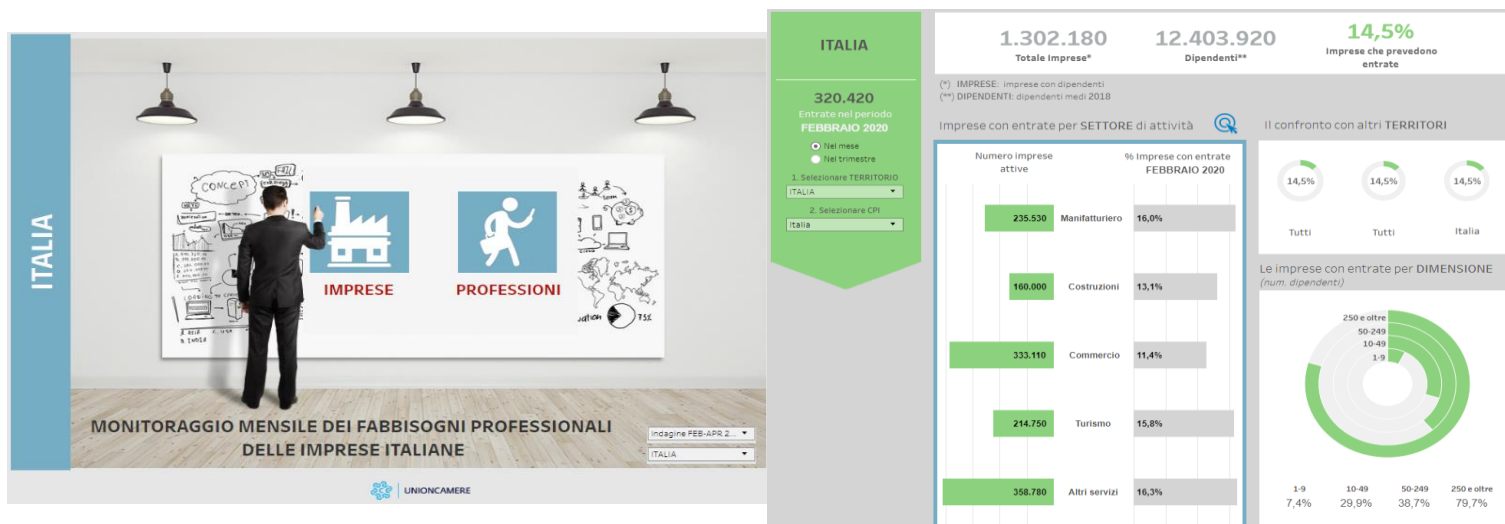 ITALIA
CONCEPT
IMPRESE
PROFESSIONI
75%
MONITORAGGIO MENSILE DEI FABBISOGNI PROFESSIONALI
DELLE IMPRESE ITALIANE
Indagine FEB-APR 2...
ITALIA
UNIONCAMERE
ITALIA
320.420
Entrate nel periodo
FEBBRAIO 2020
Nel mese
Nel trimestre
1. Selezionare TERRITORIO
ITALIA
2. Selezionare CPI
Italia
1.302.180
Totale Imprese*
12.403.920
Dipendenti**
14,5%
Imprese che prevedono
entrate
(*) IMPRESE: imprese con dipendenti
(**) DIPENDENTI: dipendenti medi 2018
Imprese con entrate per SETTORE di attività
Numero imprese
attive
% Imprese con entrate
FEBBRAIO 2020
235.530 Manifatturiero 16,0%
160.000 Costruzioni 13,1%
333.110 Commercio 11,4%
214.750 Turismo 15,8%
358.780 Altri servizi 16,3%
Il confronto con altri TERRITORI
14,5% 14,5% 14,5%
Tutti Tutti Italia
Le imprese con entrate per DIMENSIONE
(num. dipendenti)
250 e oltre
50-249
10-49
1-9
1-9 10-49 50-249 250 e oltre
7,4% 29,9% 38,7% 79,7%